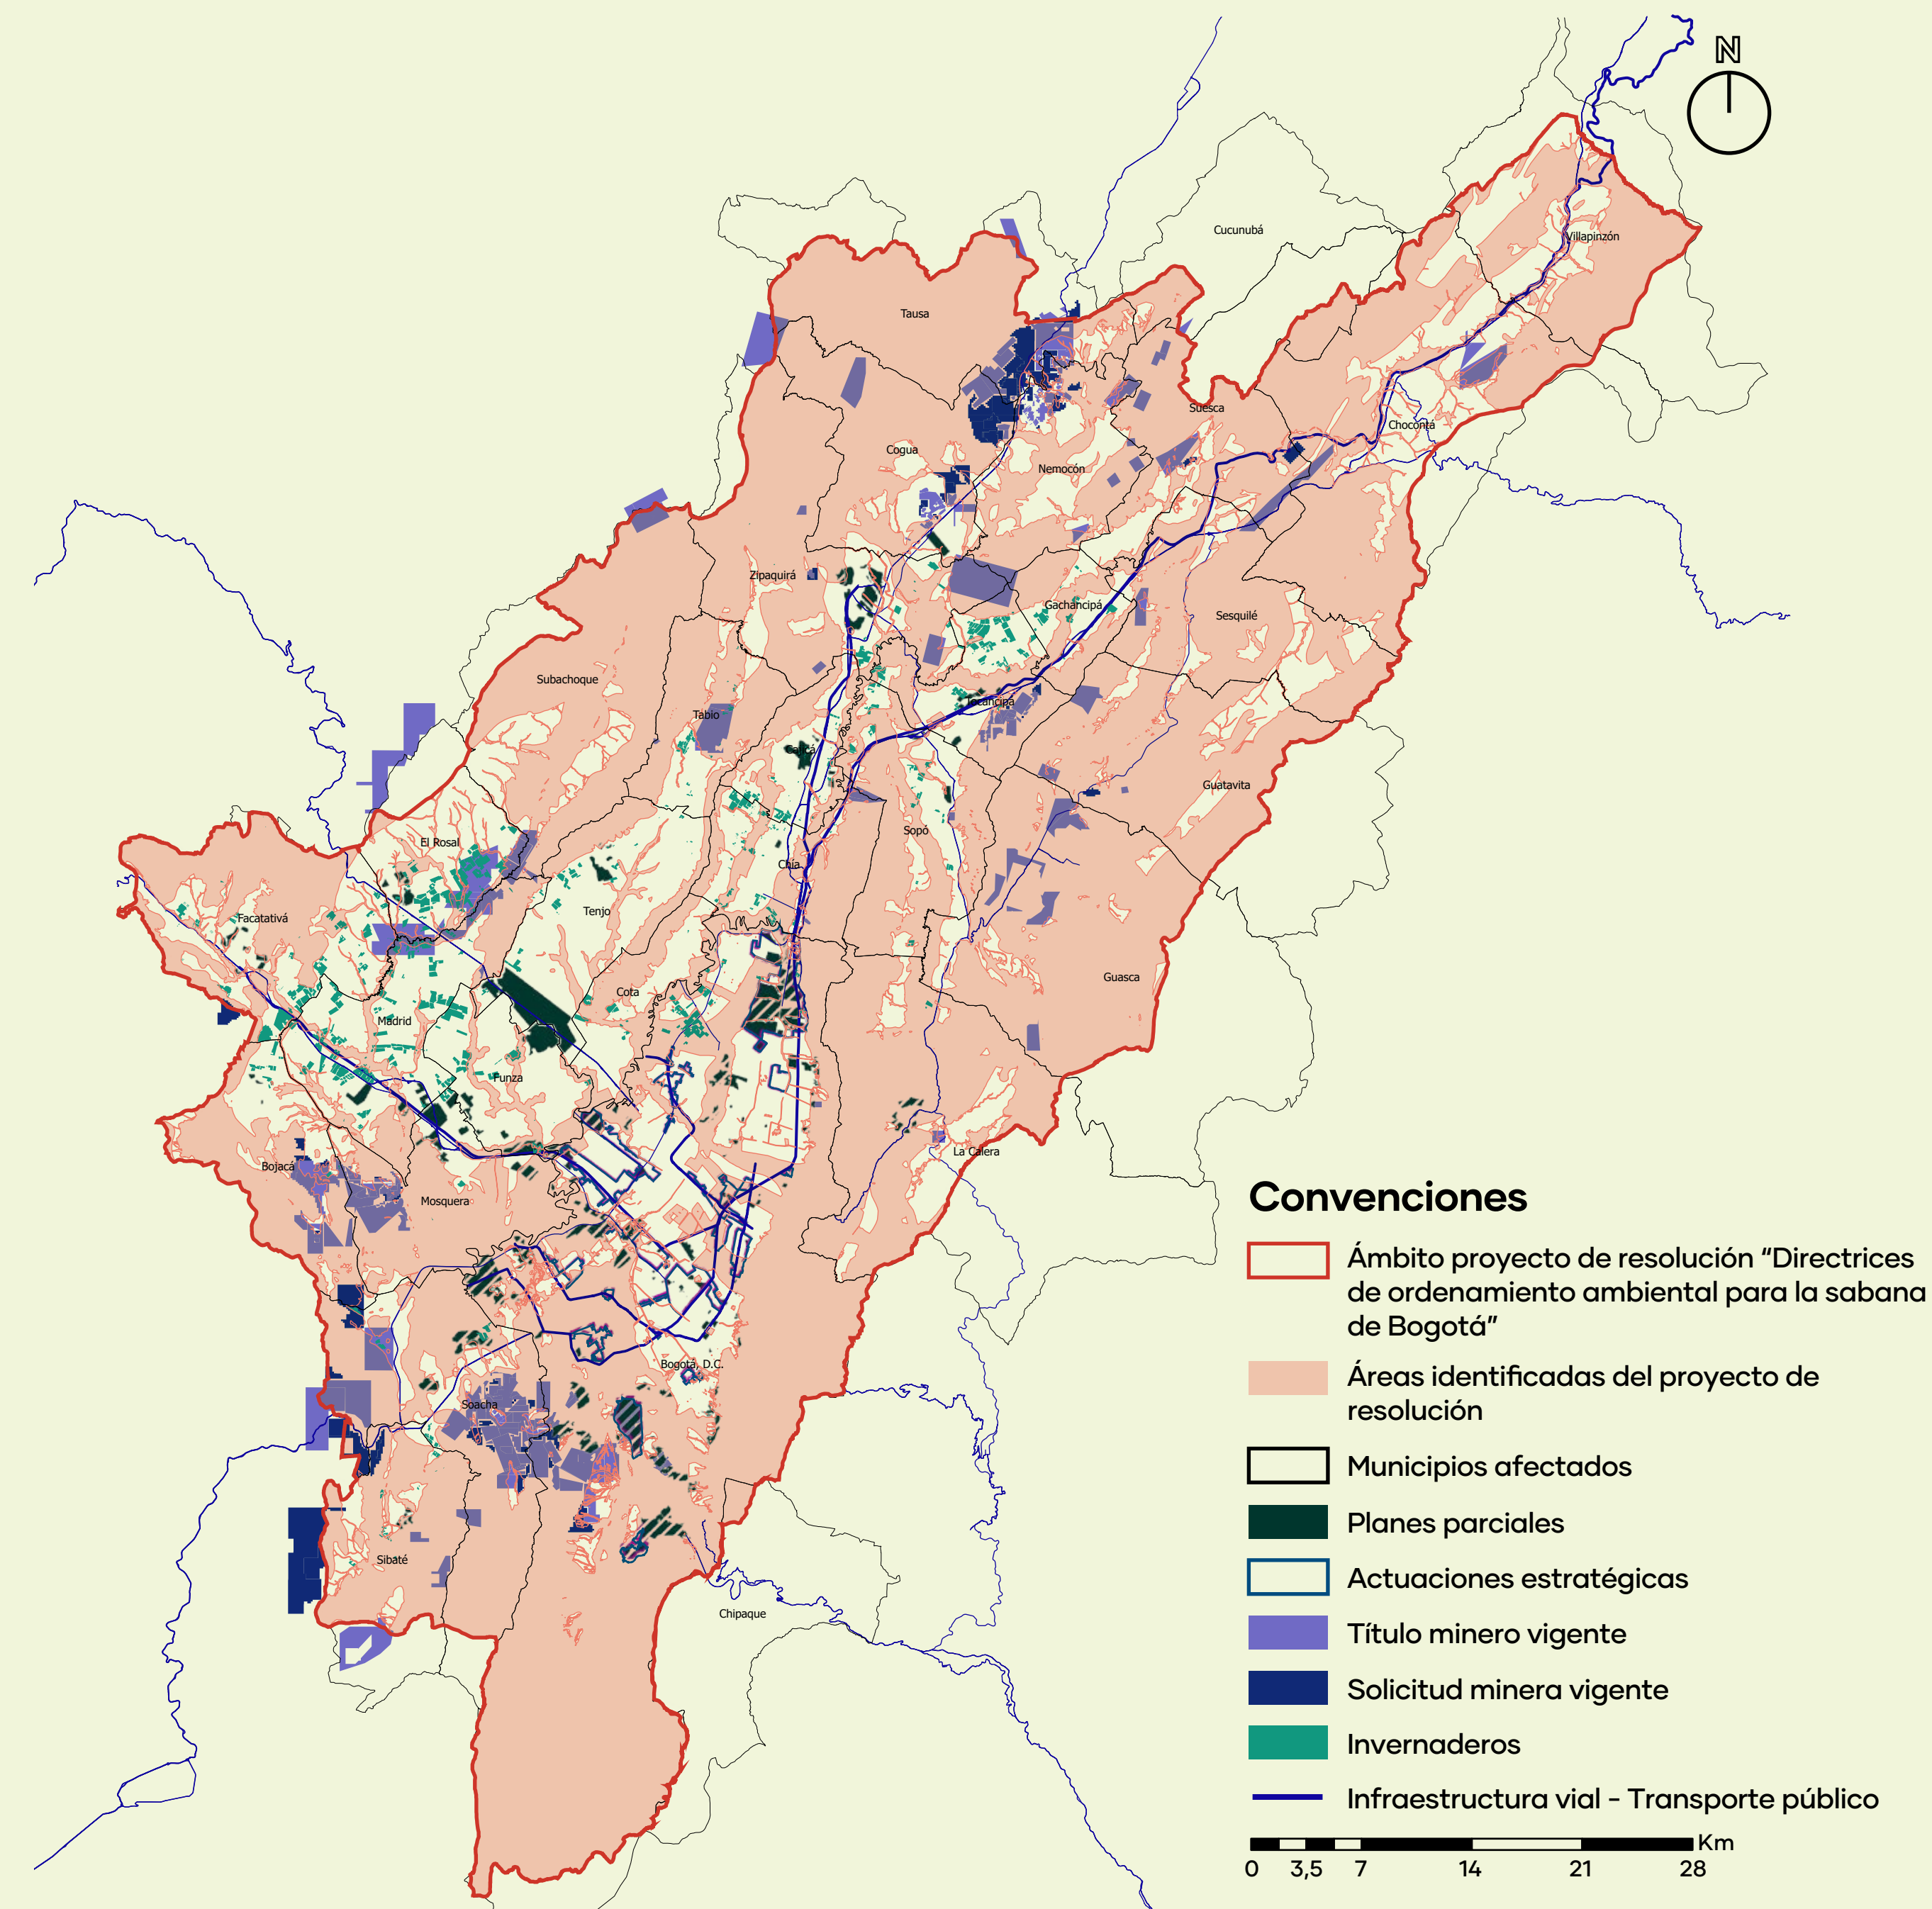 N
Cucunubá
Villapinzón
Tausa
Suesca
Chocontá
Cogua
Nemocón
Zipaquirá
Gachancipá
Sesquilé
Subachoque
Tocancipá
Tabio
Cajicá
Guatavita
Sopó
El Rosal
Chía
Tenjo
Facatativá
Guasca
Cota
Madrid
Funza
La Calera
Bojacá
Mosquera
Bogotá, D.C.
Soacha
Sibaté
Chipaque
Convenciones
Ámbito proyecto de resolución “Directrices
de ordenamiento ambiental para la sabana
de Bogotá”
Áreas identificadas del proyecto de
resolución
Municipios afectados
Planes parciales
Actuaciones estratégicas
Título minero vigente
Solicitud minera vigente
Invernaderos
Infraestructura vial - Transporte público
Km
0 3,5 7 14 21 28